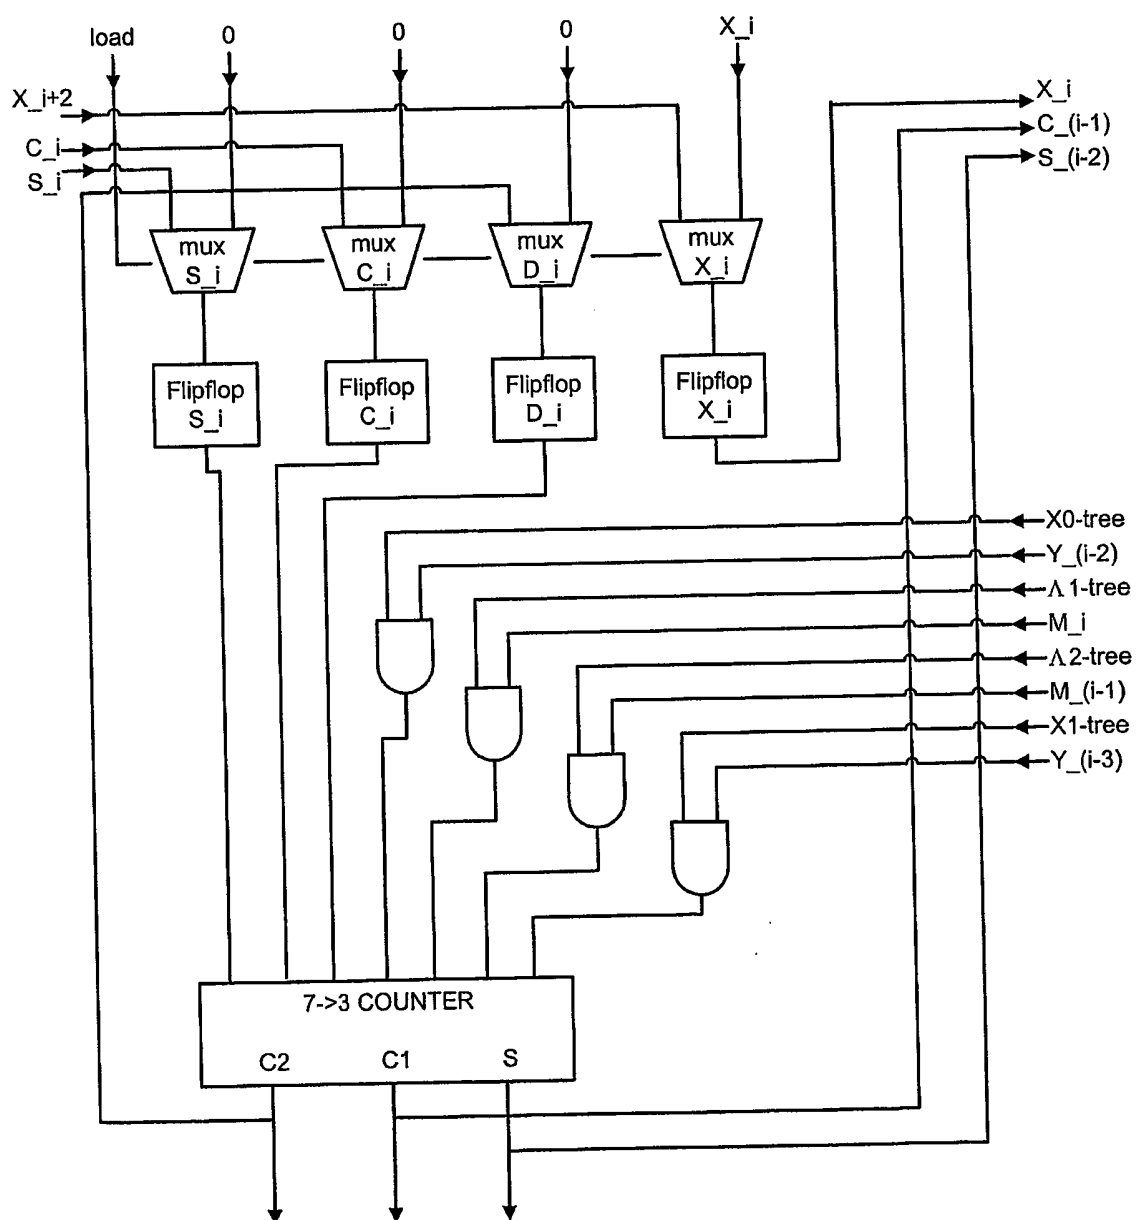 load
0
0
0
X_i
X_i+2
C_i
S_i
X_i
C_(i-1)
S_(i-2)
mux
S_i
mux
C_i
mux
D_i
mux
X_i
Flipflop
S_i
Flipflop
C_i
Flipflop
D_i
Flipflop
X_i
X0-tree
Y_(i-2)
Λ1-tree
M_i
Λ2-tree
M_(i-1)
X1-tree
Y_(i-3)
7->3 COUNTER
C2
C1
S